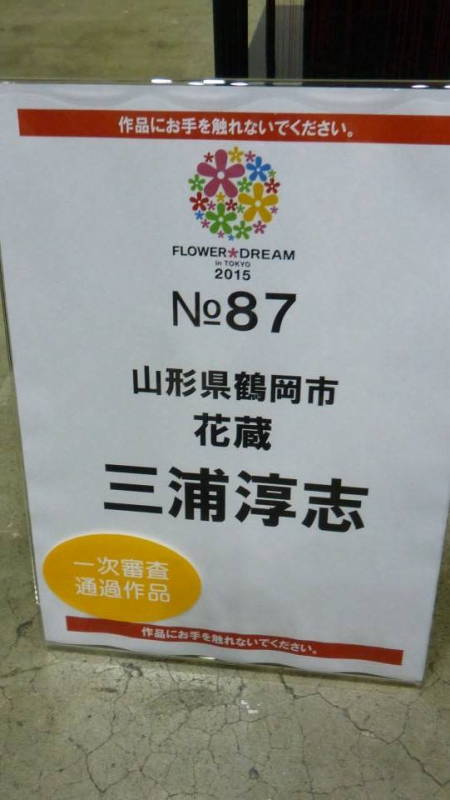 作品にお手を触れないでください。
FLOWER★DREAM
in TOKYO
2015
№87
山形県鶴岡市
花蔵
三浦淳志
一次審査
通過作品
作品にお手を触れないでください。